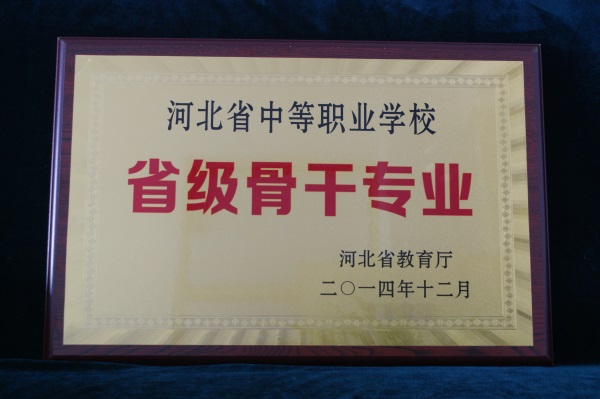 河北省中等职业学校
省级骨干专业
河北省教育厅
二〇一四年十二月